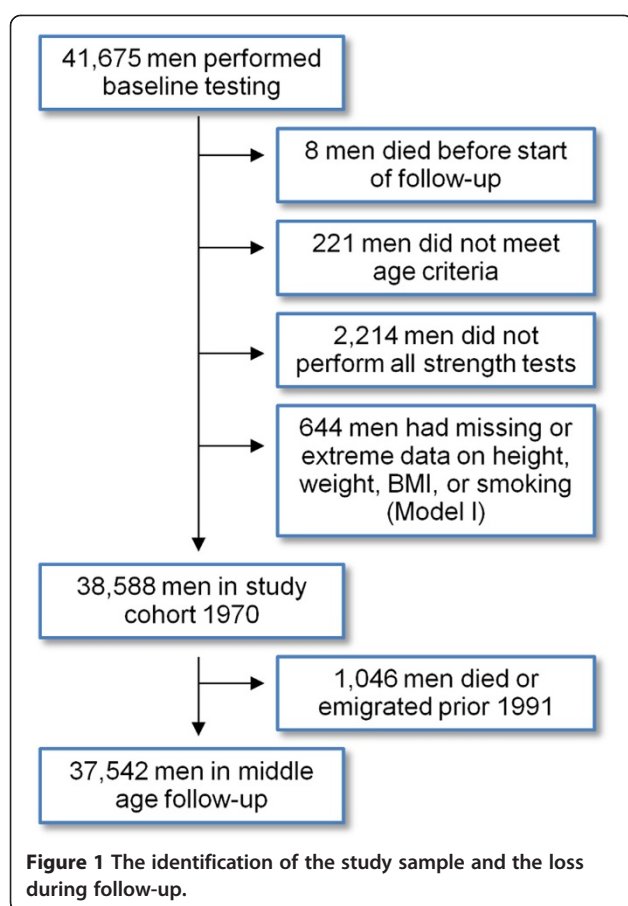 41,675 men performed
baseline testing
8 men died before start
of follow-up
221 men did not meet
age criteria
2,214 men did not
perform all strength tests
644 men had missing or
extreme data on height,
weight, BMI, or smoking
(Model I)
38,588 men in study
cohort 1970
1,046 men died or
emigrated prior 1991
37,542 men in middle
age follow-up
Figure 1 The identification of the study sample and the loss
during follow-up.